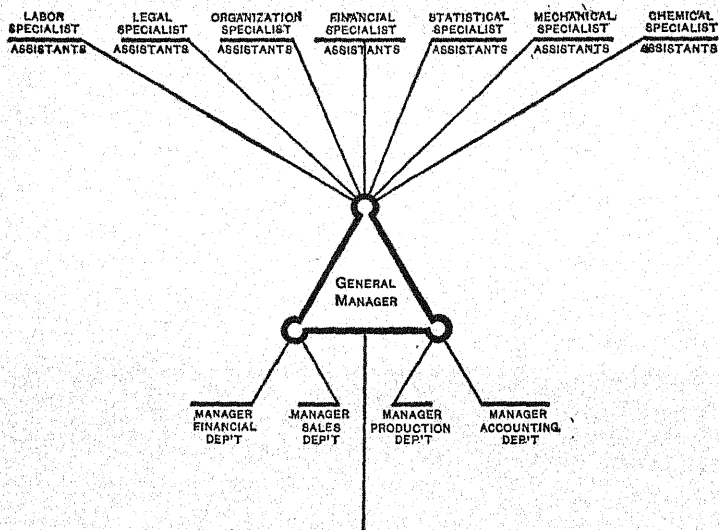 LABOR
SPECIALIST
ASSISTANTS
LEGAL
SPECIALIST
ASSISTANTS
ORGANIZATION
SPECIALIST
ASSISTANTS
FINANCIAL
SPECIALIST
ASSISTANTS
STATISTICAL
SPECIALIST
ASSISTANTS
MECHANICAL
SPECIALIST
ASSISTANTS
CHEMICAL
SPECIALIST
ASSISTANTS
GENERAL
MANAGER
MANAGER
FINANCIAL
DEP'T
MANAGER
SALES
DEP'T
MANAGER
PRODUCTION
DEP'T
MANAGER
ACCOUNTING
DEP'T